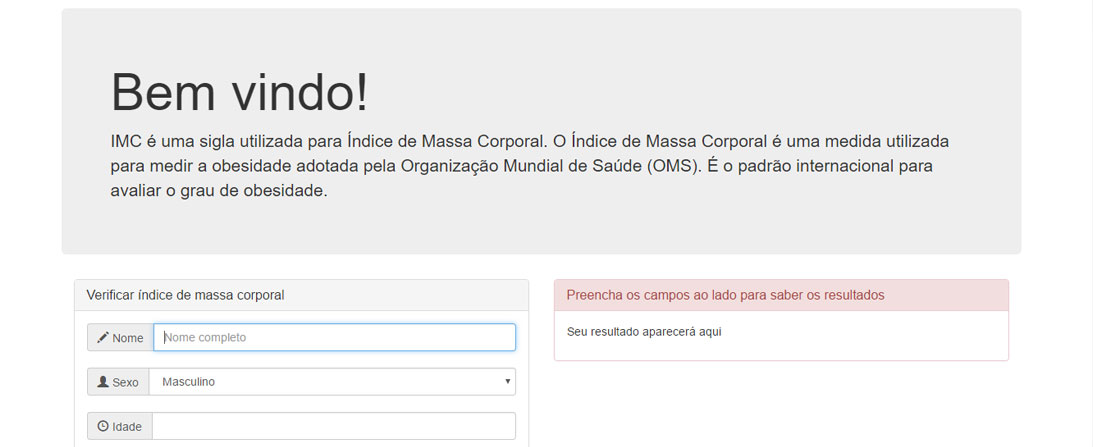 Bem vindo!
IMC é uma sigla utilizada para Índice de Massa Corporal. O Índice de Massa Corporal é uma medida utilizada
para medir a obesidade adotada pela Organização Mundial de Saúde (OMS). É o padrão internacional para
avaliar o grau de obesidade.
Verificar índice de massa corporal
Nome
Nome completo
Sexo
Masculino
Idade
Preencha os campos ao lado para saber os resultados
Seu resultado aparecerá aqui